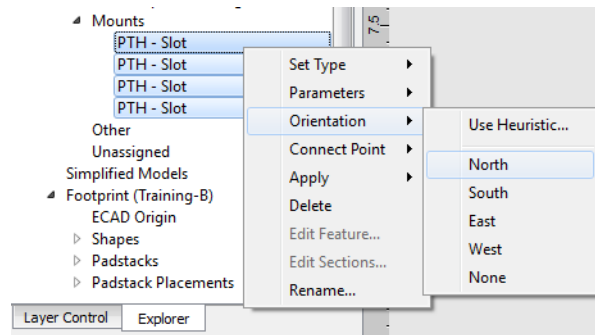 Mounts
PTH - Slot
PTH - Slot
PTH - Slot
PTH - Slot
Other
Unassigned
Simplified Models
Footprint (Training-B)
ECAD Origin
Shapes
Padstacks
Padstack Placements
Layer Control
Explorer
7.5
Set Type
Parameters
Orientation
Connect Point
Apply
Delete
Edit Feature...
Edit Sections...
Rename...
Use Heuristic...
North
South
East
West
None